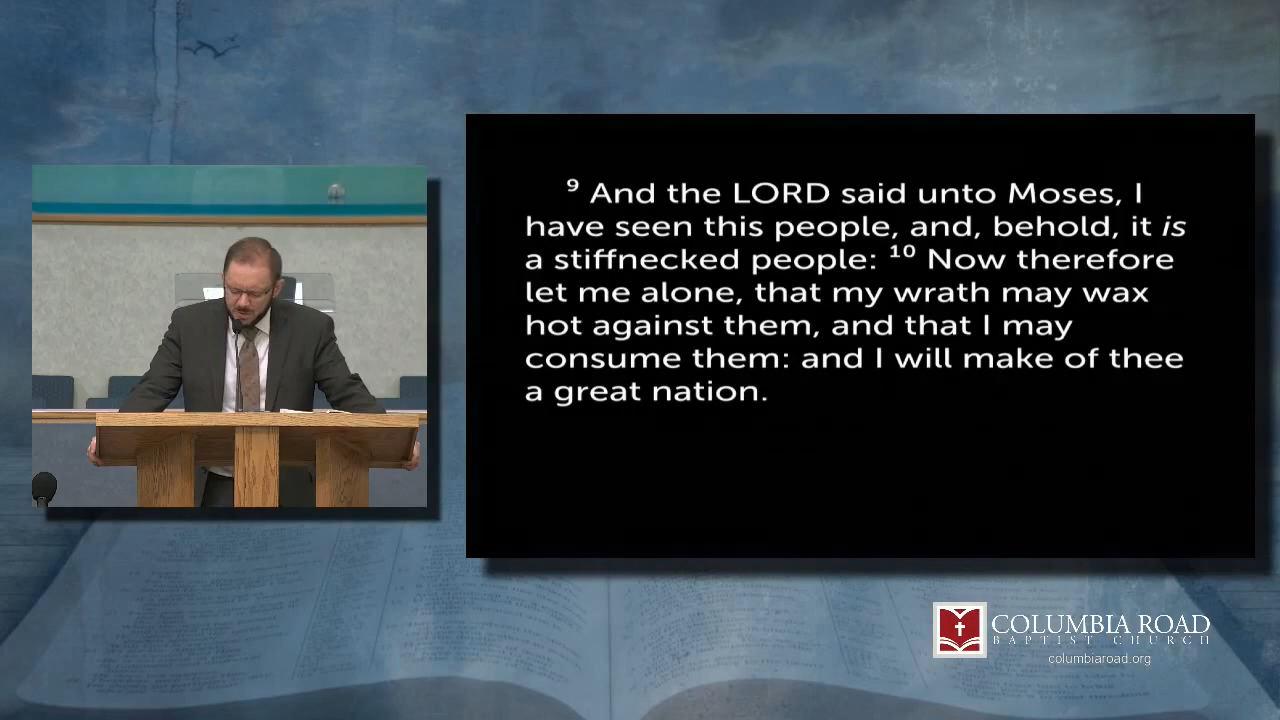 ⁹ And the LORD said unto Moses, I
have seen this people, and, behold, it is
a stiffnecked people: ¹⁰ Now therefore
let me alone, that my wrath may wax
hot against them, and that I may
consume them: and I will make of thee
a great nation.
COLUMBIA ROAD
BAPTIST CHURCH
columbiaroad.org